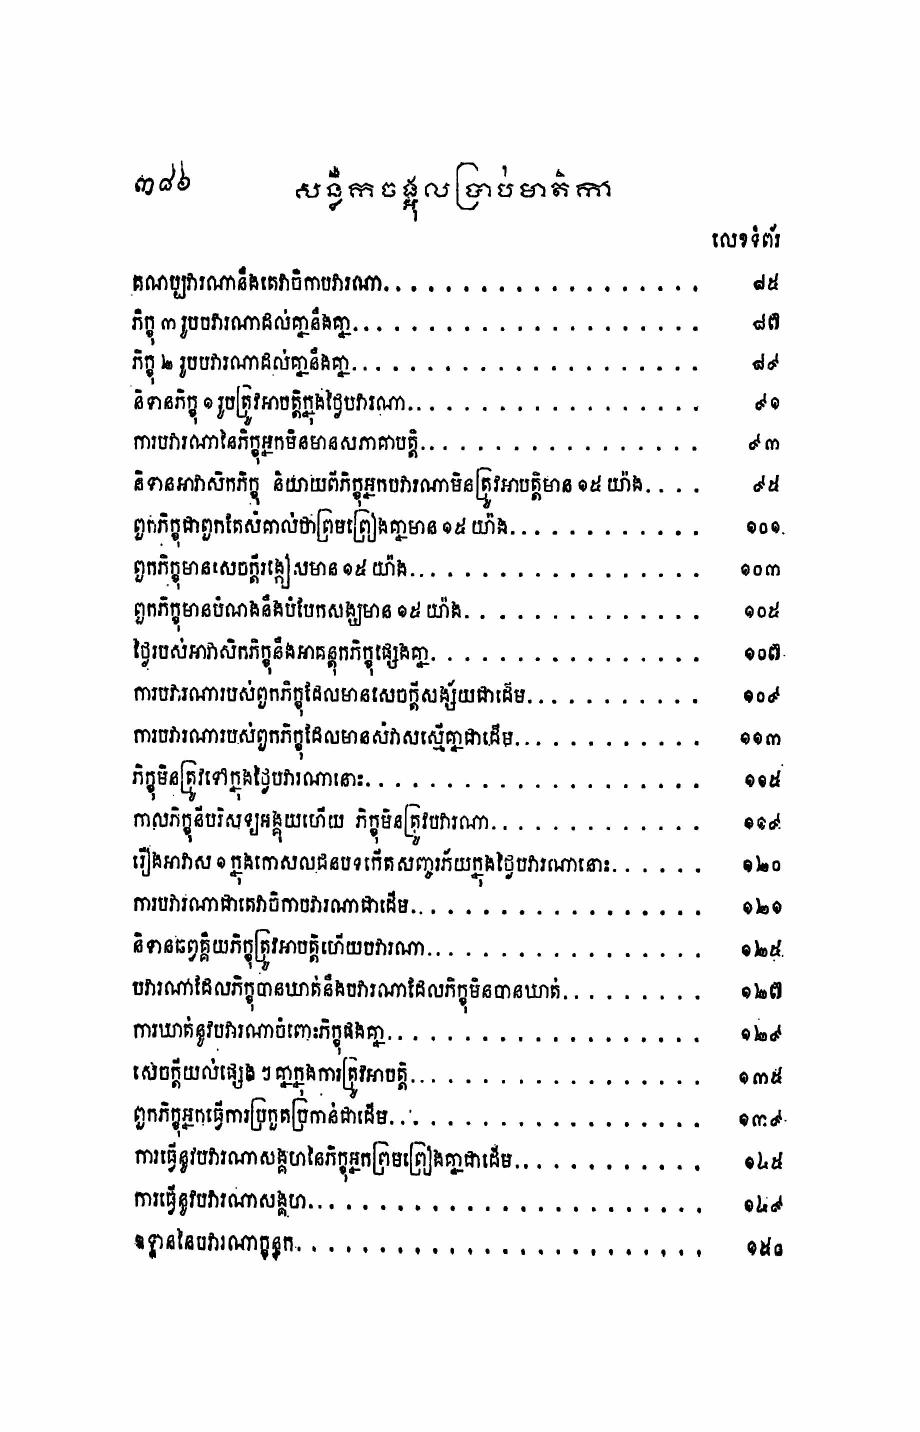 ៣៨៦ សន្លឹកចង្អុលប្រាប់មាតិកា
លេខទំព័រ
គណប្បវារណានឹងតេវាចិកាបវារណា. . . . . . . . . . . . . . . . . . . . ៨៥
ភិក្ខុ ៣ រូបបវារណាដល់គ្នានឹងគ្នា. . . . . . . . . . . . . . . . . . . . . ៨៧
ភិក្ខុ ២ រូបបវារណាដល់គ្នានឹងគ្នា. . . . . . . . . . . . . . . . . . . . . ៨៩
និទានភិក្ខុ ១ រូបត្រូវអាបត្តិក្នុងថ្ងៃបវារណា. . . . . . . . . . . . . . . . . . ៩១
ការបវារណានៃភិក្ខុអ្នកមិនមានសភាគាបត្តិ. . . . . . . . . . . . . . . . . . ៩៣
និទានអាវាសិកភិក្ខុ និយាយពីភិក្ខុអ្នកបវារណាមិនត្រូវអាបត្តិមាន ១៥ យ៉ាង. . . . ៩៥
ពួកភិក្ខុជាពួកតែសំគាល់ថាព្រមព្រៀងគ្នាមាន ១៥ យ៉ាង. . . . . . . . . . . . ១០១
ពួកភិក្ខុមានសេចក្តីរង្កៀសមាន ១៥ យ៉ាង. . . . . . . . . . . . . . . . . . ១០៣
ពួកភិក្ខុមានបំណងនឹងបំបែកសង្ឃមាន ១៥ យ៉ាង. . . . . . . . . . . . . . . ១០៥
ថ្ងៃរបស់អាវាសិកភិក្ខុនឹងអាគន្តុកភិក្ខុផ្សេងគ្នា. . . . . . . . . . . . . . . . . ១០៧
ការបវារណារបស់ពួកភិក្ខុដែលមានសេចក្តីសង្ស័យជាដើម. . . . . . . . . . . ១០៩
ការបវារណារបស់ពួកភិក្ខុដែលមានសំវាសស្មើគ្នាជាដើម. . . . . . . . . . . . ១១៣
ភិក្ខុមិនត្រូវទៅក្នុងថ្ងៃបវារណានោះ. . . . . . . . . . . . . . . . . . . . . ១១៥
កាលភិក្ខុនីបរិសុទ្យអង្គុយហើយ ភិក្ខុមិនត្រូវបវារណា. . . . . . . . . . . . . ១១៩
រឿងអាវាស ១ ក្នុងកោសលជនបទកើតសញ្ចរភ័យក្នុងថ្ងៃបវារណានោះ. . . . . . ១២០
ការបវារណាជាតេវាចិកាបវារណាជាដើម. . . . . . . . . . . . . . . . . . ១២១
និទានឆព្វគ្គិយភិក្ខុត្រូវអាបត្តិហើយបវារណា. . . . . . . . . . . . . . . . . ១២៥
បវារណាដែលភិក្ខុបានឃាត់នឹងបវារណាដែលភិក្ខុមិនបានឃាត់. . . . . . . . . ១២៧
ការឃាត់នូវបវារណាចំពោះភិក្ខុផងគ្នា. . . . . . . . . . . . . . . . . . . . ១២៩
សេចក្តីយល់ផ្សេង ៗ គ្នាក្នុងការត្រូវអាបត្តិ. . . . . . . . . . . . . . . . . . ១៣៥
ពួកភិក្ខុអ្នកធ្វើការប្រកួតប្រកាន់ជាដើម. . . . . . . . . . . . . . . . . . . ១៣៩
ការធ្វើនូវបវារណាសង្គហនៃភិក្ខុអ្នកព្រមព្រៀងគ្នាជាដើម. . . . . . . . . . . . ១៤៥
ការធ្វើនូវបវារណាសង្គហ. . . . . . . . . . . . . . . . . . . . . . . . ១៤៩
ឧទ្ទាននៃបវារណាក្ខន្ធក. . . . . . . . . . . . . . . . . . . . . . . . . ១៥០